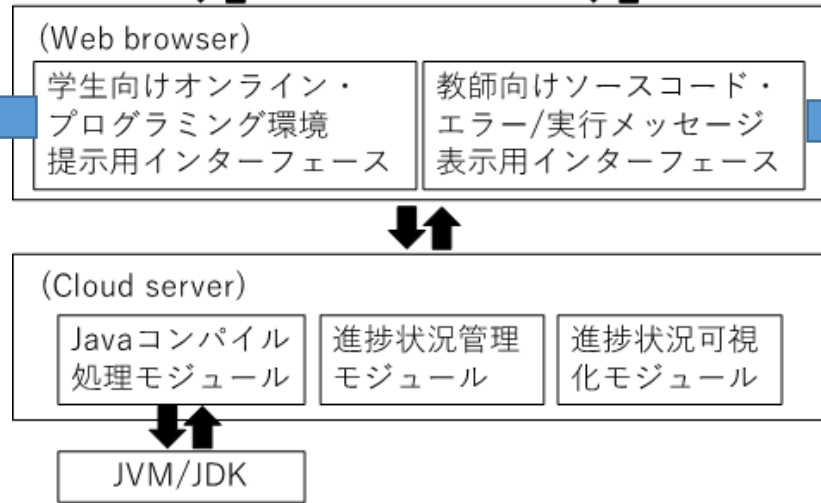 (Web browser)
学生向けオンライン・
プログラミング環境
提示用インターフェース
教師向けソースコード・
エラー/実行メッセージ
表示用インターフェース
(Cloud server)
Javaコンパイル
処理モジュール
進捗状況管理
モジュール
進捗状況可視
化モジュール
JVM/JDK